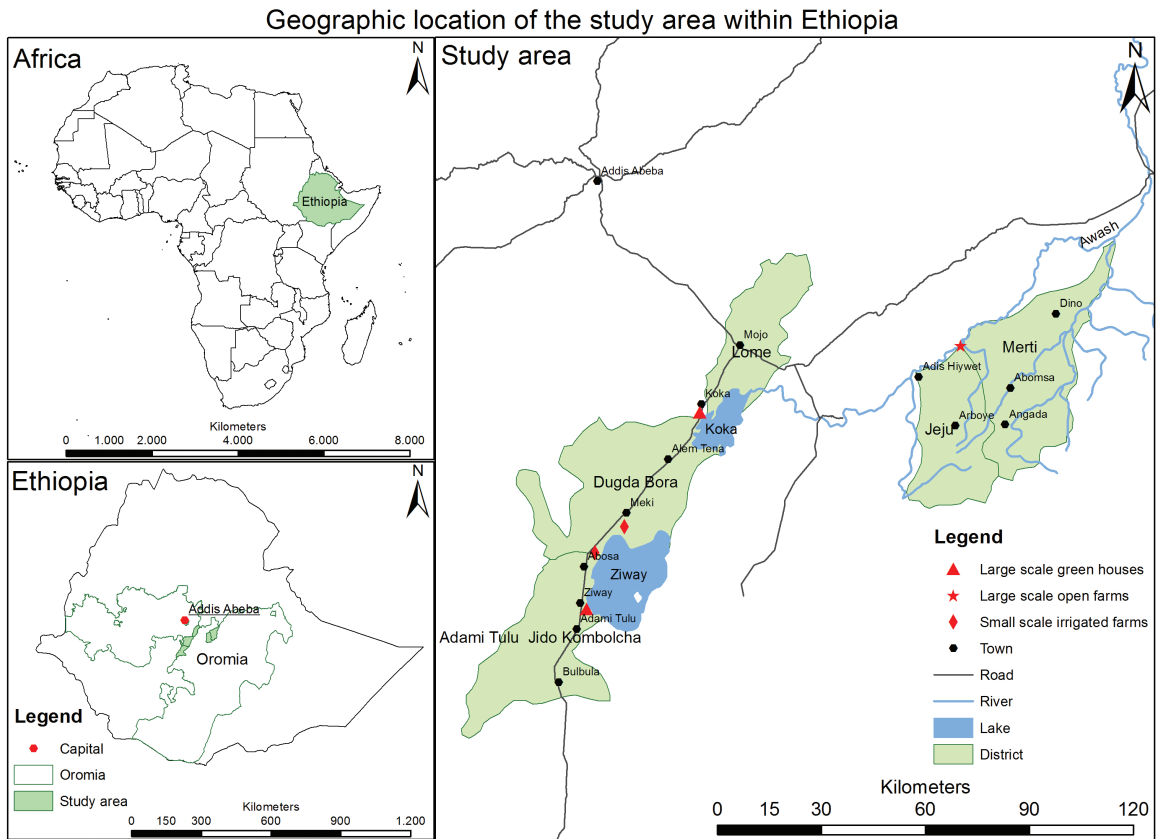 Geographic location of the study area within Ethiopia
Africa
N
Ethiopia
Kilometers
0 1.000 2.000 4.000 6.000 8.000
Ethiopia
N
Addis Abeba
Oromia
Legend
Capital
Oromia
Study area
Kilometers
0 150 300 600 900 1.200
Study area
N
Addis Abeba
Awash
Dino
Mojo
Lome
Merti
Adis Hiywet
Abomsa
Koka
Arboye
Angada
Koka
Jeju
Alem Tena
Dugda Bora
Meki
Abosa
Ziway
Ziway
Adami Tulu
Adami Tulu Jido Kombolcha
Bulbula
Legend
Large scale green houses
Large scale open farms
Small scale irrigated farms
Town
Road
River
Lake
District
Kilometers
0 15 30 60 90 120